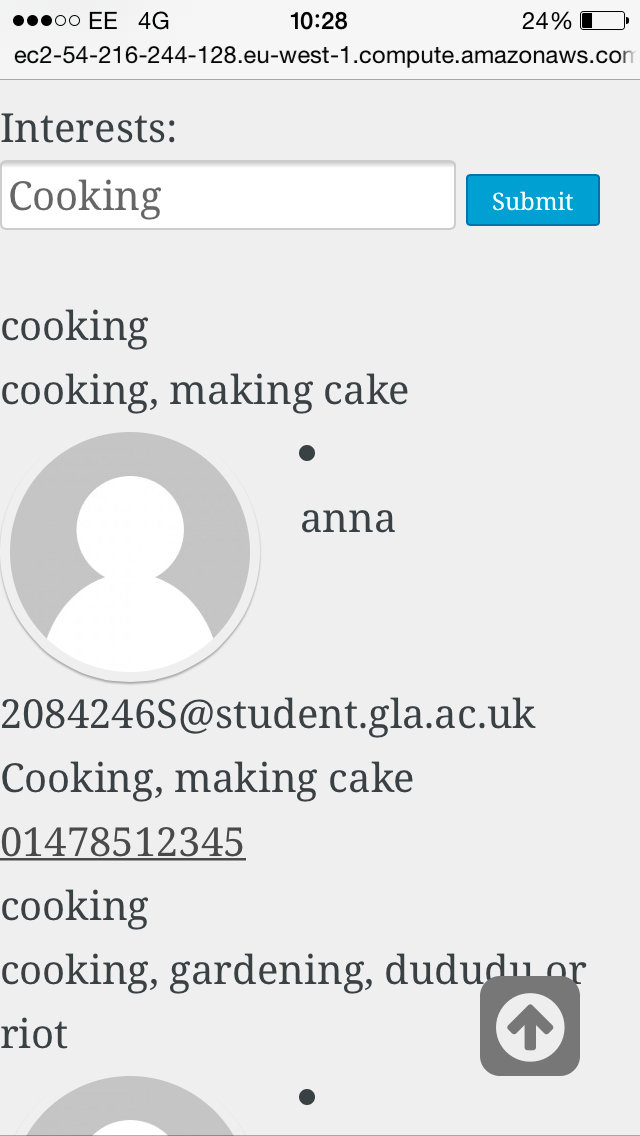 EE 4G 10:28 24%
ec2-54-216-244-128.eu-west-1.compute.amazonaws.com
Interests:
Cooking Submit
cooking
cooking, making cake
anna
2084246S@student.gla.ac.uk
Cooking, making cake
01478512345
cooking
cooking, gardening, dududu or
riot